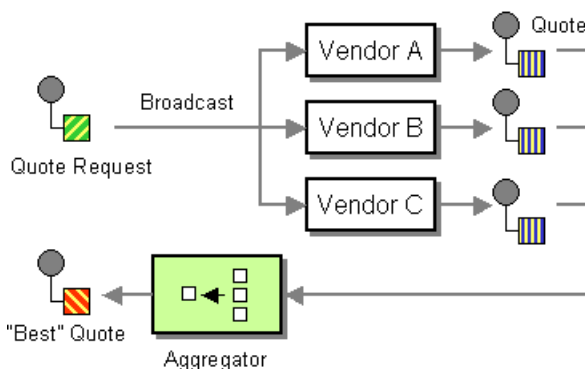 Vendor A
Quote
Broadcast
Vendor B
Quote Request
Vendor C
"Best" Quote
Aggregator